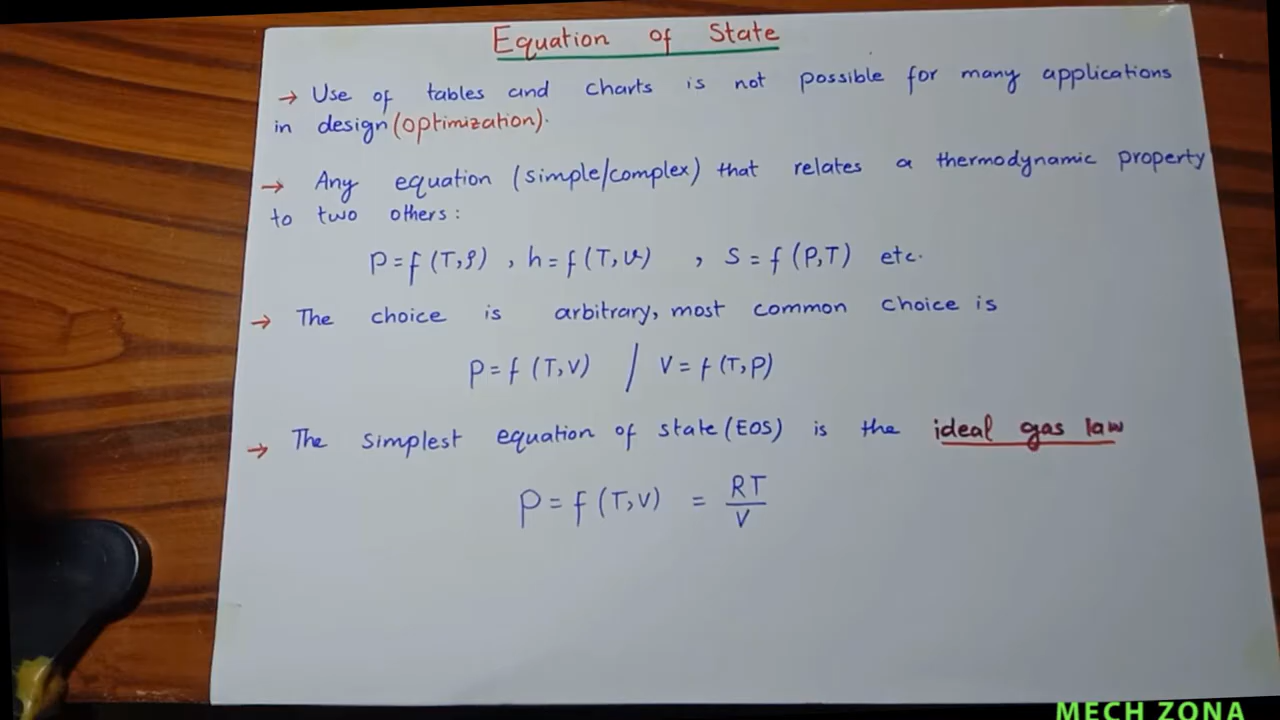 Equation of State
→ Use of tables and charts is not possible for many applications
in design (optimization).
→ Any equation (simple/complex) that relates a thermodynamic property
to two others:
P = f (T,ρ) , h = f (T,v) , s = f (P,T) etc.
→ The choice is arbitrary, most common choice is
P = f (T,V) / V = f (T,P)
→ The simplest equation of state (EOS) is the ideal gas law
P = f (T,V) = RT/V
MECH ZONA